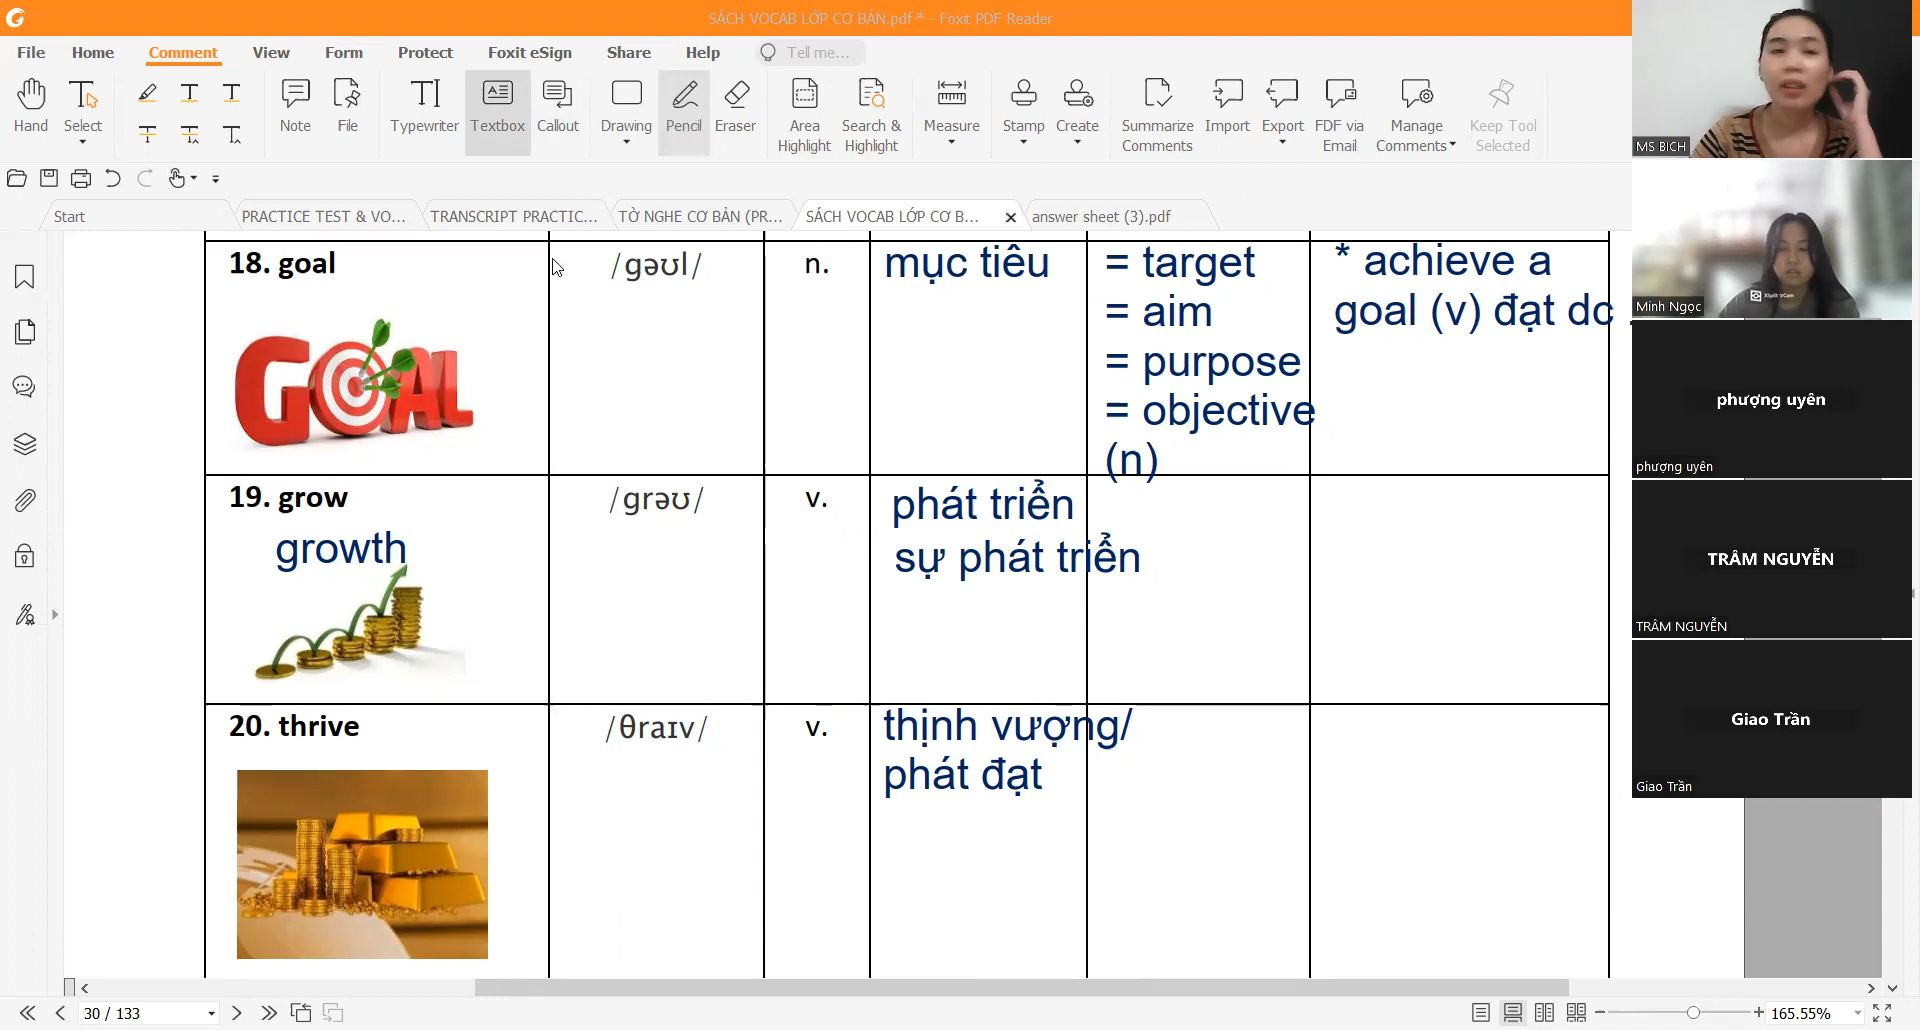 SÁCH VOCAB LỚP CƠ BẢN.pdf * - Foxit PDF Reader
File Home Comment View Form Protect Foxit eSign Share Help Tell me...
Hand Select Note File Typewriter Textbox Callout Drawing Pencil Eraser Area Highlight Search & Highlight Measure Stamp Create Summarize Comments Import Export FDF via Email Manage Comments Keep Tool Selected
Start PRACTICE TEST & VO... TRANSCRIPT PRACTIC... TỜ NGHE CƠ BẢN (PR... SÁCH VOCAB LỚP CƠ B... answer sheet (3).pdf
18. goal /ɡəʊl/ n. mục tiêu
= target
= aim
= purpose
= objective
(n)
* achieve a
goal (v) đạt dc
GOAL
19. grow /ɡrəʊ/ v. phát triển
growth sự phát triển
20. thrive /θraɪv/ v. thịnh vượng/
phát đạt
MS BICH
XSplit VCam
Minh Ngọc
phượng uyên
phượng uyên
TRÂM NGUYỄN
TRÂM NGUYỄN
Giao Trần
Giao Trần
30 / 133
165.55%